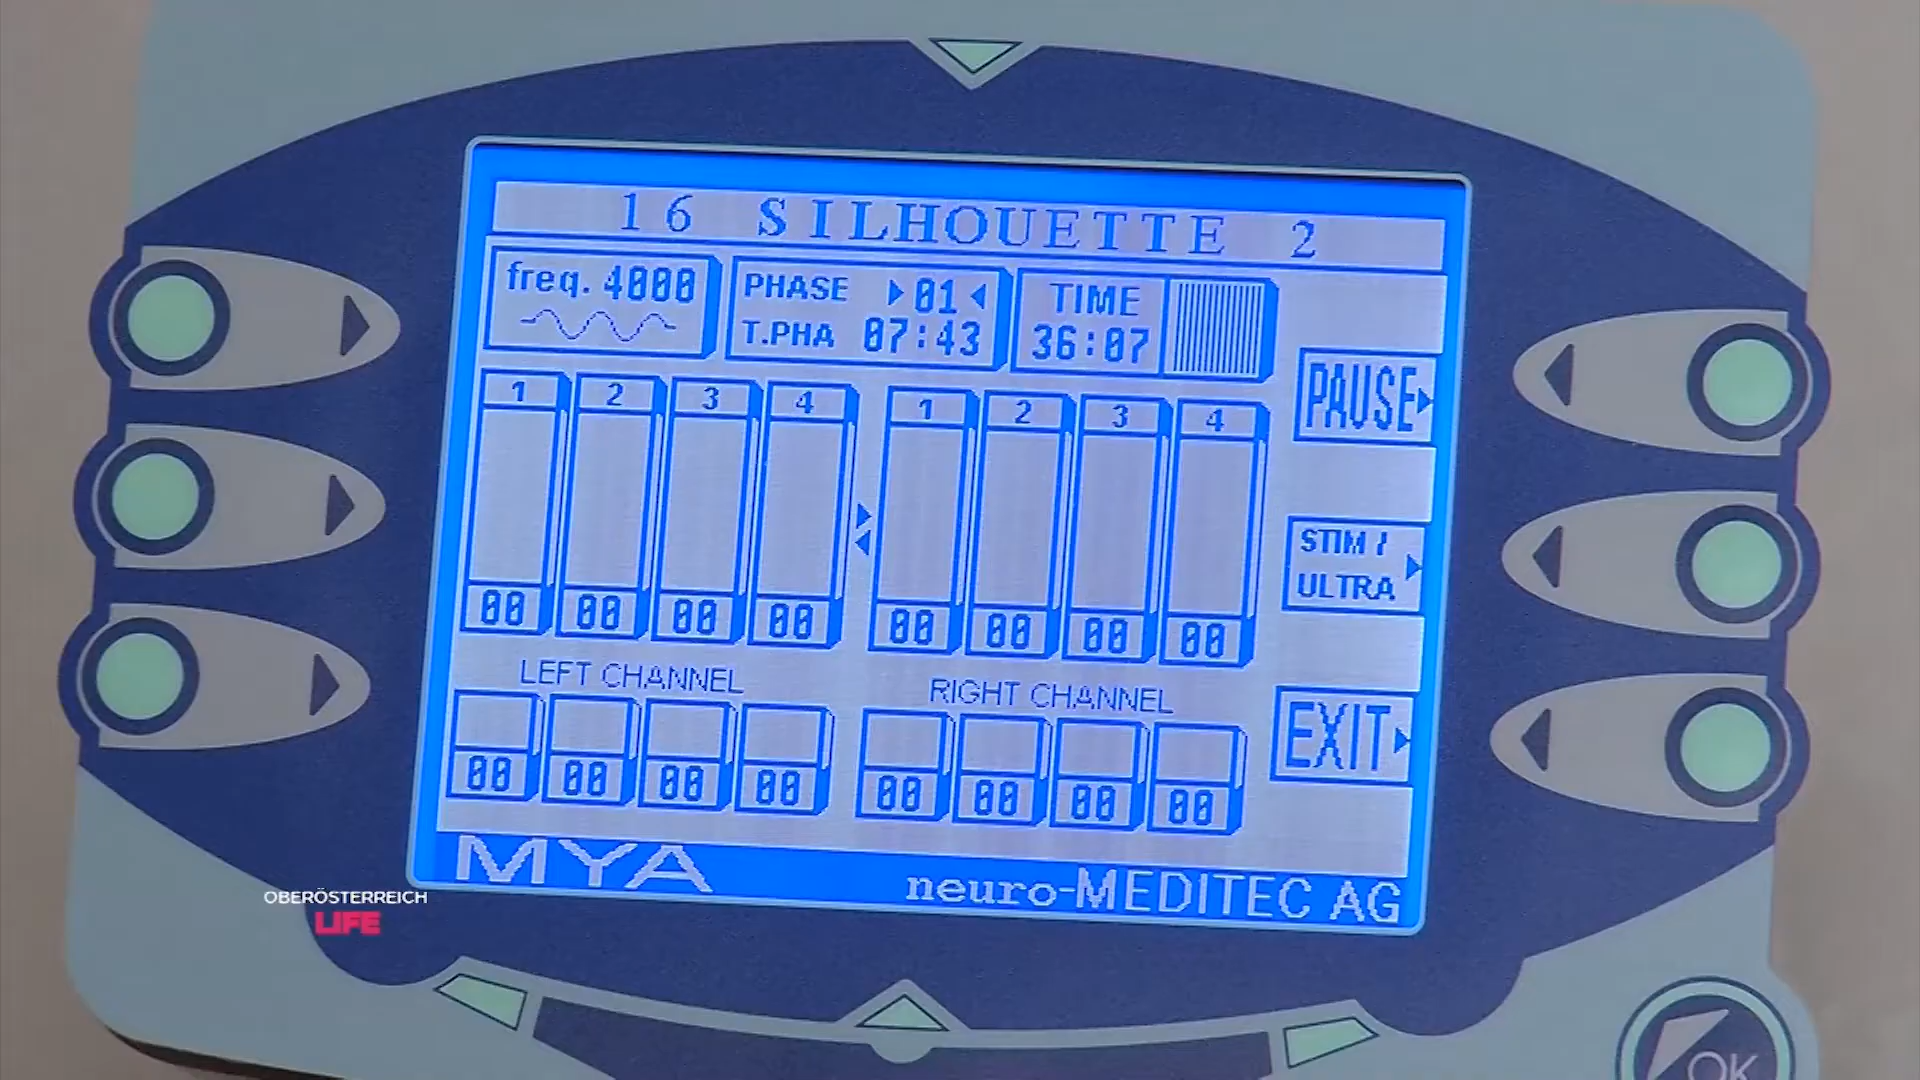 16 SILHOUETTE 2
freq. 4000
PHASE 01
T.PHA 07:43
TIME
36:07
PAUSE
1 2 3 4 1 2 3 4
STIM /
ULTRA
00 00 00 00 00 00 00 00
LEFT CHANNEL RIGHT CHANNEL
EXIT
00 00 00 00 00 00 00 00
MYA neuro-MEDITEC AG
OBERÖSTERREICH
LIFE
OK